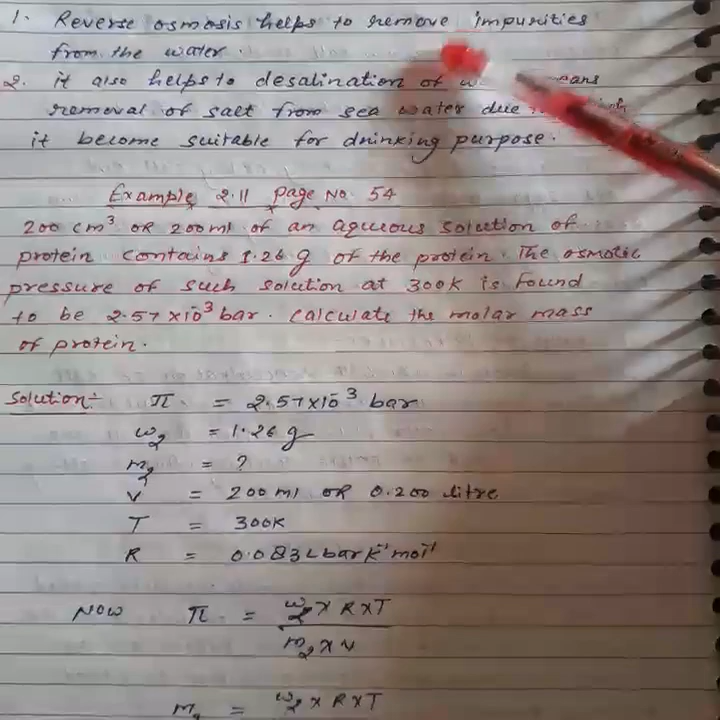 1. Reverse osmosis helps to remove impurities
from the water.
2. it also helps to desalination of
removal of salt from sea water due
it become suitable for drinking purpose.
Example 2.11 page No. 54
200 cm³ OR 200ml of an aqueous solution of
protein contains 1.26 g of the protein. The osmotic
pressure of such solution at 300K is found
to be 2.57 x10⁻³ bar. calculate the molar mass
of protein.
Solution:- π = 2.57x10⁻³ bar
w₂ = 1.26 g
m₂ = ?
V = 200 ml OR 0.200 litre
T = 300K
R = 0.083 L bar K⁻¹ mol⁻¹
NOW π = w₂ x R x T
m₂ x V
m₂ = w₂ x R x T